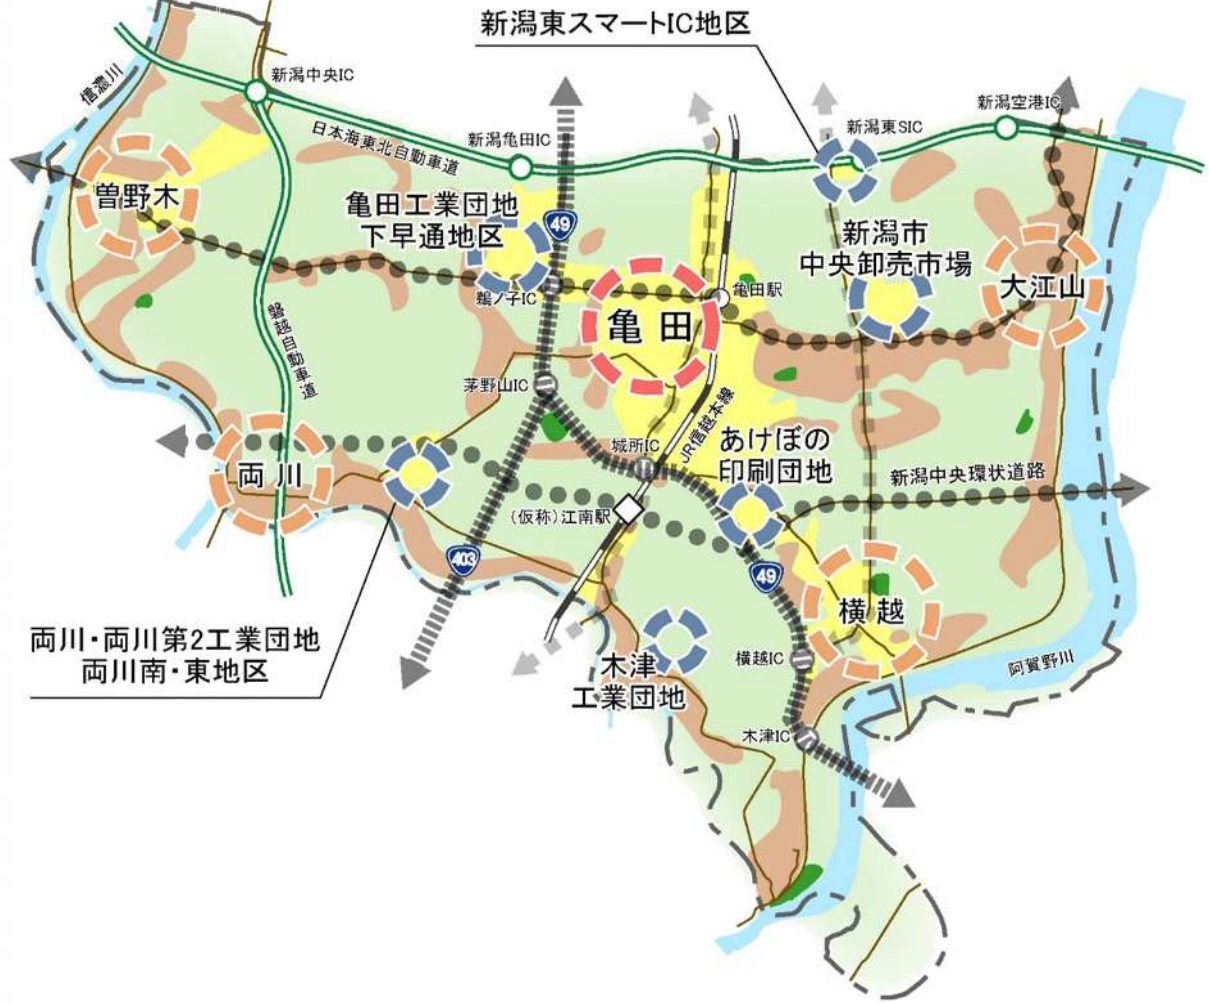 新潟東スマートIC地区
新潟中央IC
信濃川
日本海東北自動車道
新潟亀田IC
新潟東SIC
新潟空港IC
曽野木
亀田工業団地
下早通地区
49
新潟市
中央卸売市場
大江山
鵜ノ子IC
亀田駅
亀田
磐越自動車道
茅野山IC
JR信越本線
城所IC
あけぼの
印刷団地
両川
新潟中央環状道路
(仮称)江南駅
403
49
横越
両川・両川第2工業団地
両川南・東地区
木津
工業団地
横越IC
阿賀野川
木津IC